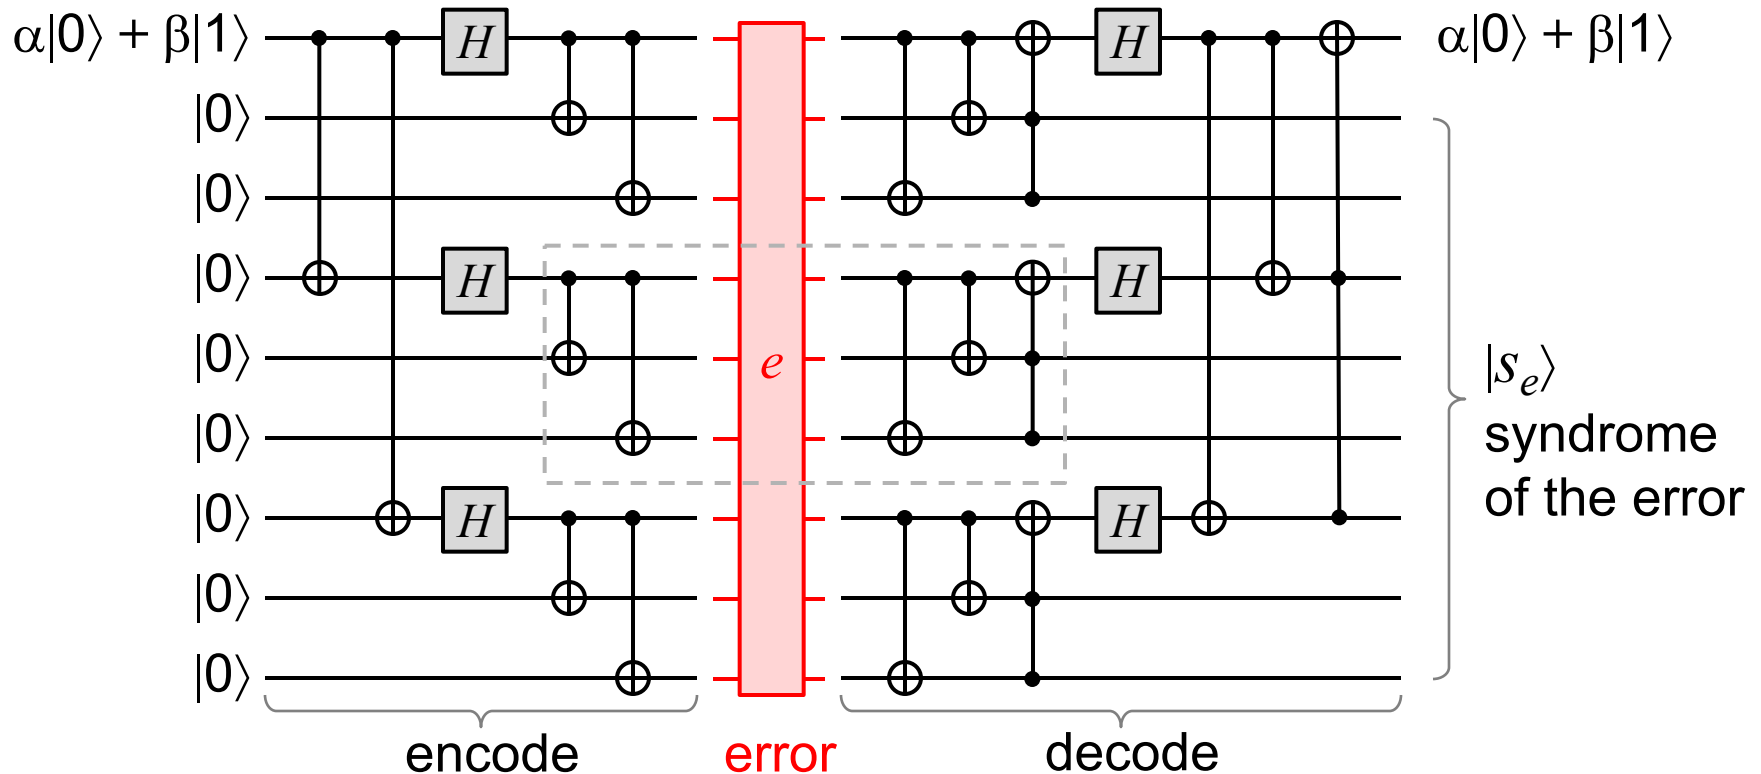 α|0⟩ + β|1⟩ H H α|0⟩ + β|1⟩
|0⟩
|0⟩
|0⟩ H H
|0⟩ e |sₑ⟩
|0⟩ syndrome
|0⟩ H H of the error
|0⟩
|0⟩
encode error decode